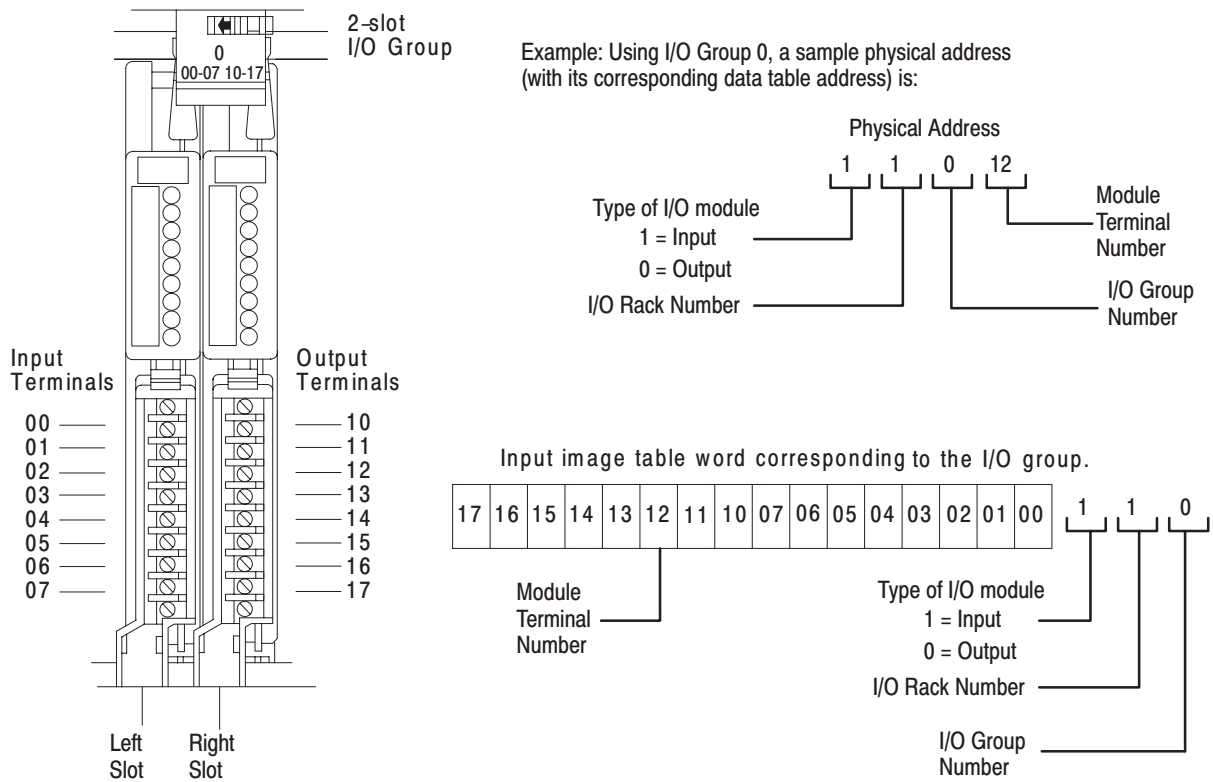 2-slot
I/O Group
0
00-07 10-17
Input
Terminals
00
01
02
03
04
05
06
07
Output
Terminals
10
11
12
13
14
15
16
17
Left
Slot
Right
Slot
Example: Using I/O Group 0, a sample physical address
(with its corresponding data table address) is:
Physical Address
1 1 0 12
Type of I/O module
1 = Input
0 = Output
I/O Rack Number
Module
Terminal
Number
I/O Group
Number
Input image table word corresponding to the I/O group.
17 16 15 14 13 12 11 10 07 06 05 04 03 02 01 00 1 1 0
Module
Terminal
Number
Type of I/O module
1 = Input
0 = Output
I/O Rack Number
I/O Group
Number